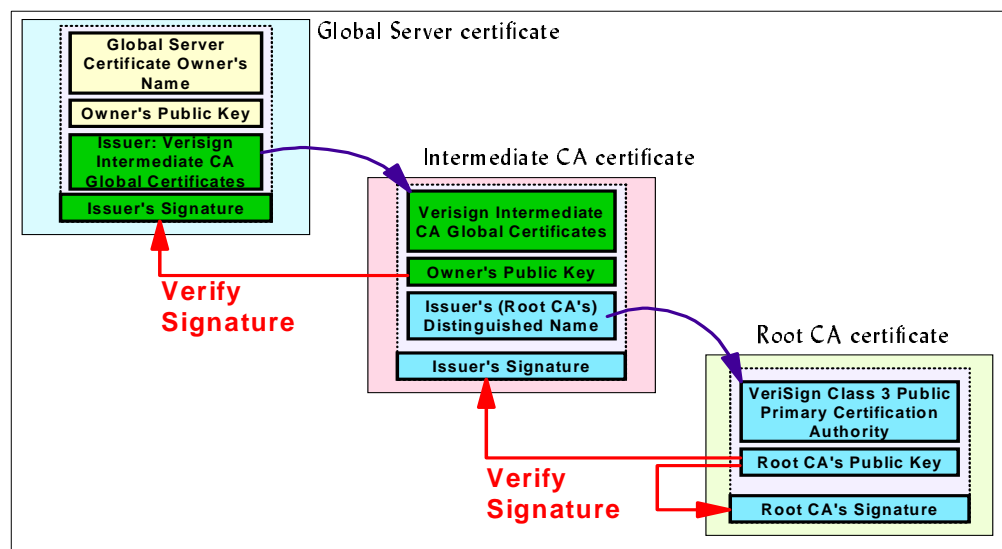 Global Server certificate
Global Server
Certificate Owner's
Name
Owner's Public Key
Issuer: Verisign
Intermediate CA
Global Certificates
Issuer's Signature
Intermediate CA certificate
Verisign Intermediate
CA Global Certificates
Owner's Public Key
Issuer's (Root CA's)
Distinguished Name
Issuer's Signature
Verify
Signature
Root CA certificate
VeriSign Class 3 Public
Primary Certification
Authority
Root CA's Public Key
Root CA's Signature
Verify
Signature